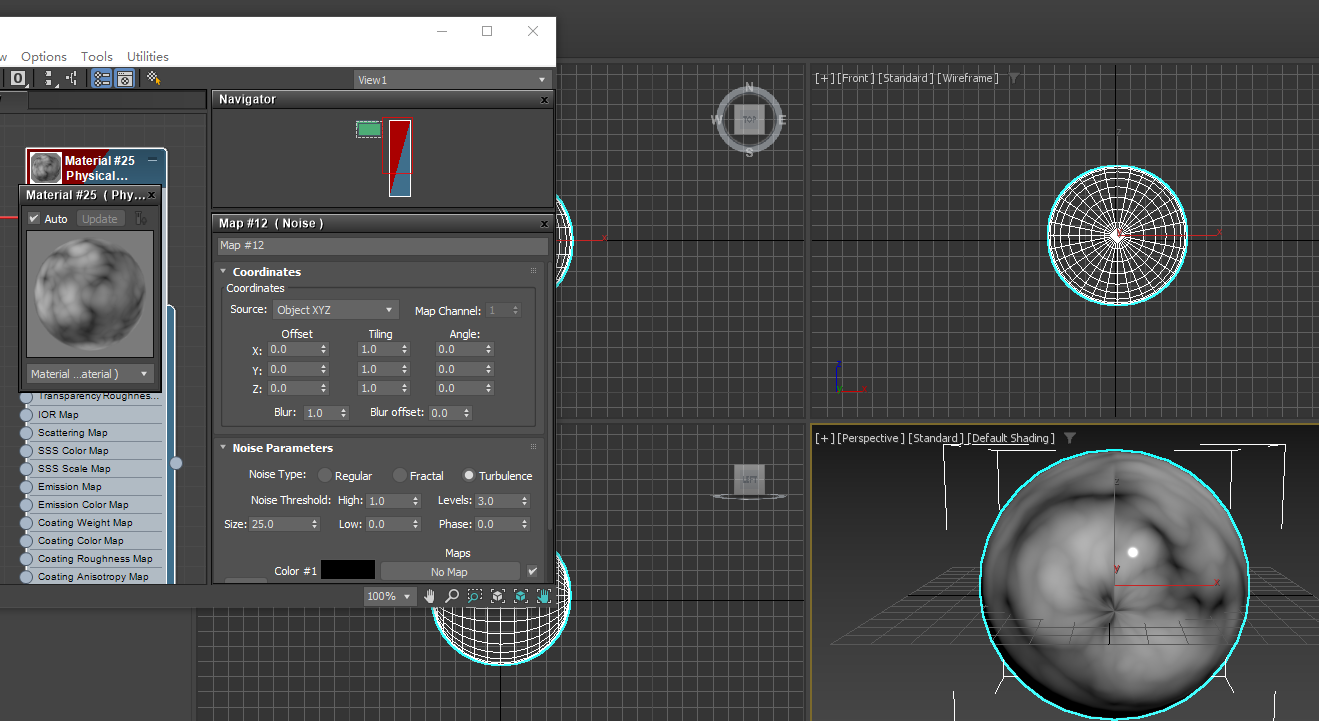 w Options Tools Utilities
0
View1
Navigator
Material #25
Physical...
Material #25 ( Phy... x
Auto Update
Material ...aterial )
Transparency Roughnes...
IOR Map
Scattering Map
SSS Color Map
SSS Scale Map
Emission Map
Emission Color Map
Coating Weight Map
Coating Color Map
Coating Roughness Map
Coating Anisotropy Map
Map #12 ( Noise )
Map #12
Coordinates
Coordinates
Source: Object XYZ Map Channel: 1
Offset Tiling Angle:
X: 0.0 1.0 0.0
Y: 0.0 1.0 0.0
Z: 0.0 1.0 0.0
Blur: 1.0 Blur offset: 0.0
Noise Parameters
Noise Type: Regular Fractal Turbulence
Noise Threshold: High: 1.0 Levels: 3.0
Size: 25.0 Low: 0.0 Phase: 0.0
Maps
Color #1 No Map
100%
N
W TOP E
S
x
[+] [Front] [Standard] [Wireframe]
z
x
z
x
LEFT
[+] [Perspective] [Standard] [Default Shading]
z
y
x